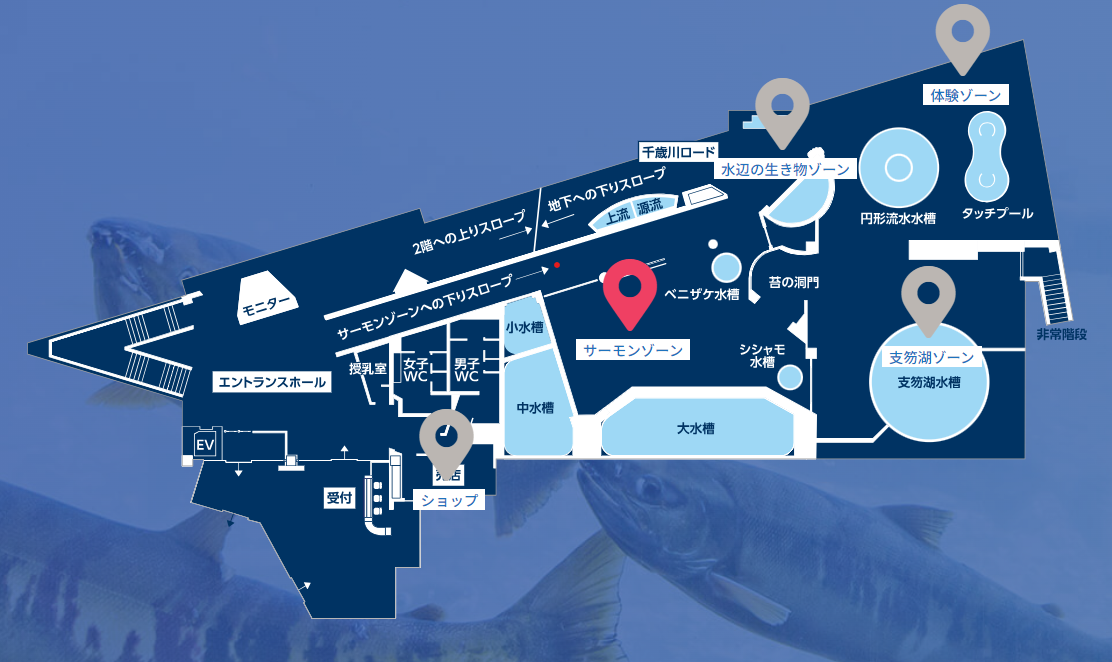 体験ゾーン
千歳川ロード
水辺の生き物ゾーン
地下への下りスロープ
2階への上りスロープ
上流
源流
円形流水水槽
タッチプール
サーモンゾーンへの下りスロープ
モニター
ベニザケ水槽
苔の洞門
小水槽
サーモンゾーン
シシャモ
水槽
非常階段
支笏湖ゾーン
支笏湖水槽
エントランスホール
授乳室
女子
WC
男子
WC
中水槽
大水槽
EV
受付
売店
ショップ